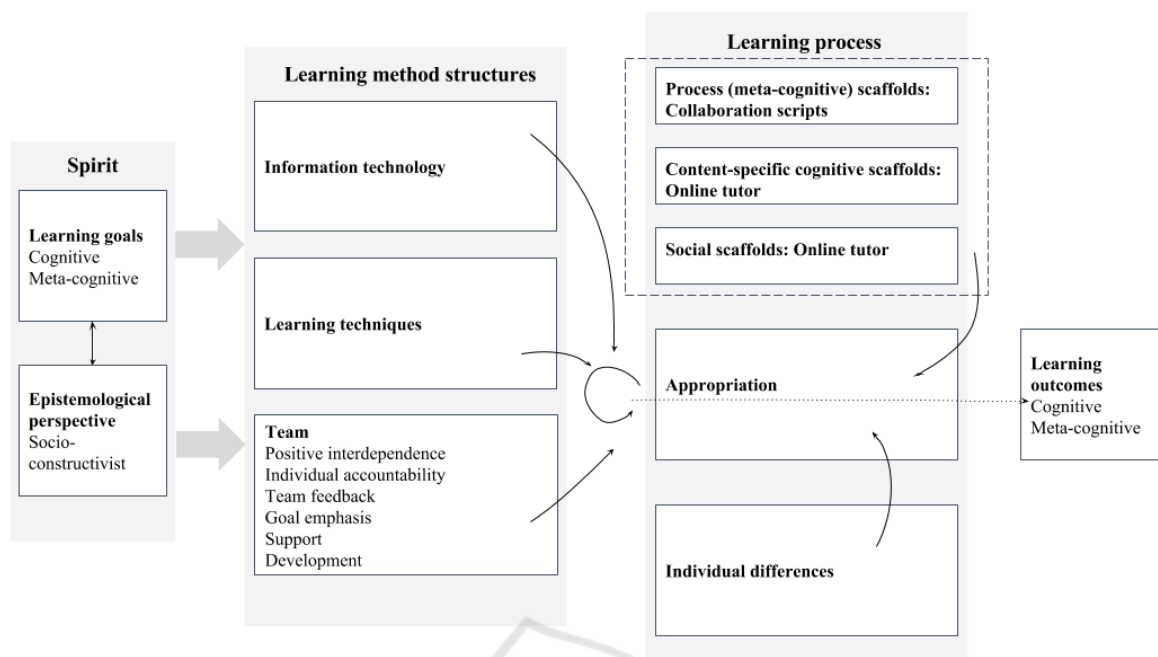 Spirit
Learning goals
Cognitive
Meta-cognitive
Epistemological
perspective
Socio-
constructivist
Learning method structures
Information technology
Learning techniques
Team
Positive interdependence
Individual accountability
Team feedback
Goal emphasis
Support
Development
Learning process
Process (meta-cognitive) scaffolds:
Collaboration scripts
Content-specific cognitive scaffolds:
Online tutor
Social scaffolds: Online tutor
Appropriation
Individual differences
Learning
outcomes
Cognitive
Meta-cognitive